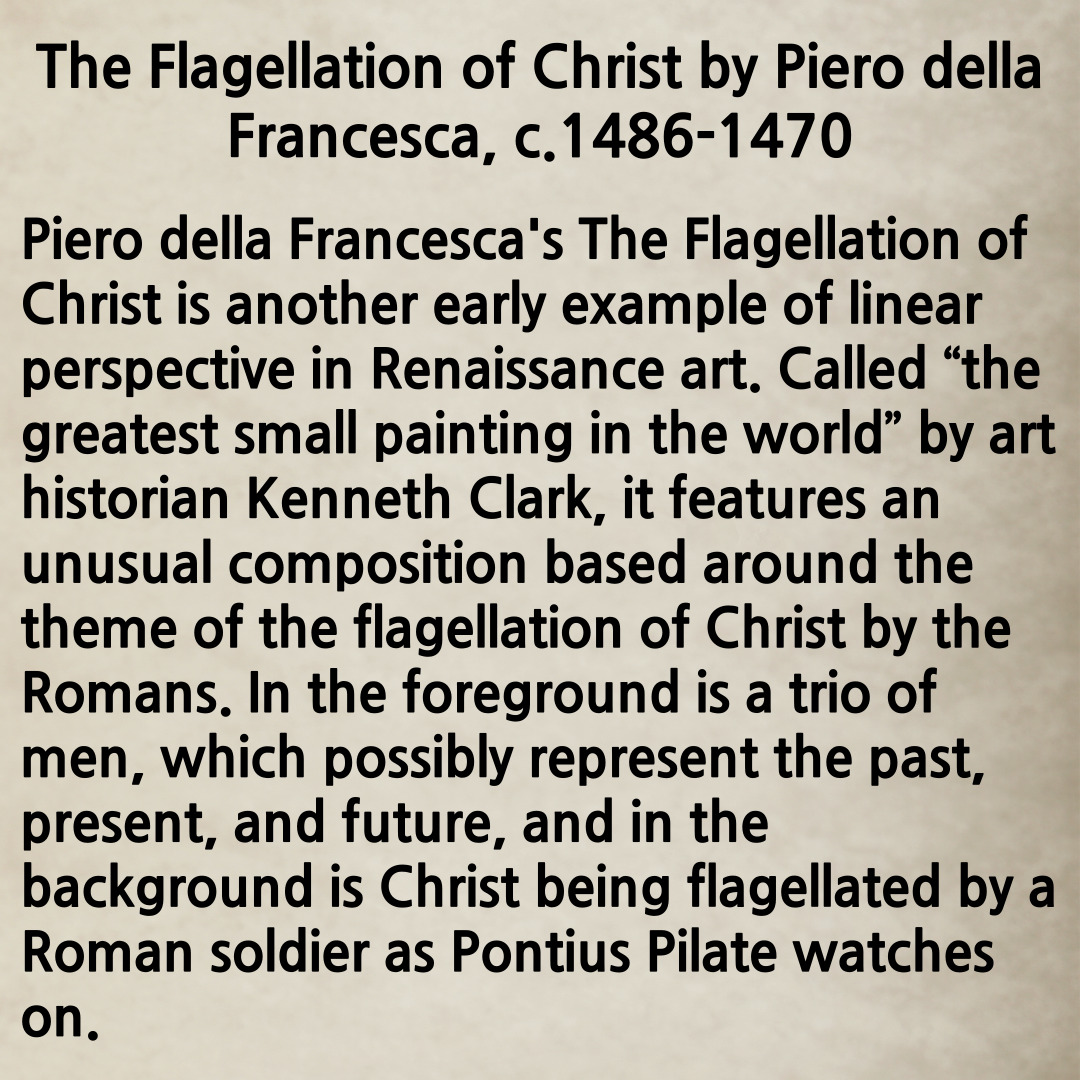 The Flagellation of Christ by Piero della
Francesca, c.1486-1470
Piero della Francesca's The Flagellation of
Christ is another early example of linear
perspective in Renaissance art. Called “the
greatest small painting in the world” by art
historian Kenneth Clark, it features an
unusual composition based around the
theme of the flagellation of Christ by the
Romans. In the foreground is a trio of
men, which possibly represent the past,
present, and future, and in the
background is Christ being flagellated by a
Roman soldier as Pontius Pilate watches
on.